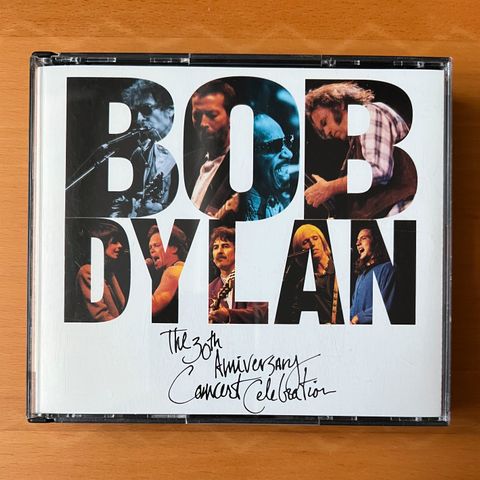 BOB
DYLAN
The 30th
Anniversary
Concert Celebration